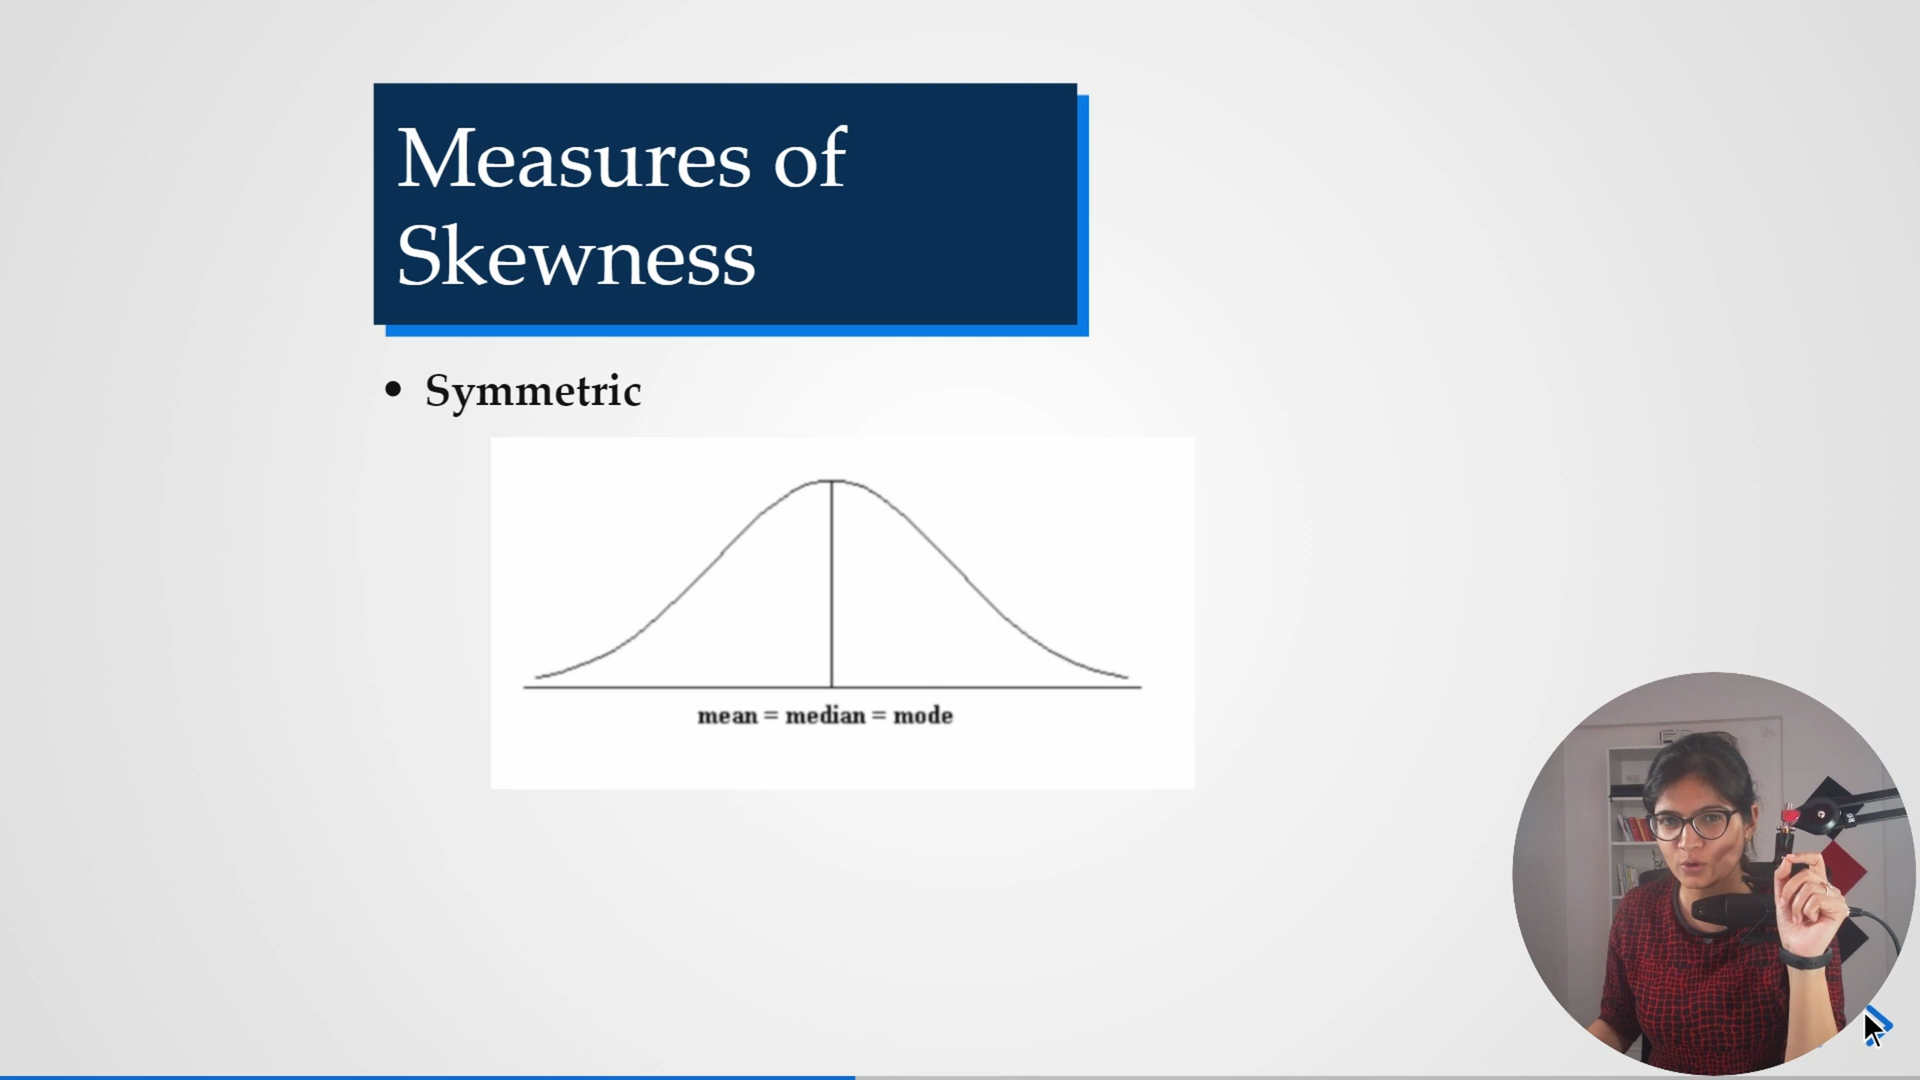 Measures of
Skewness
• Symmetric
mean = median = mode